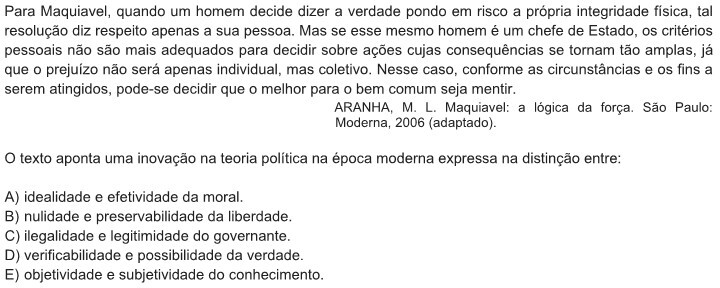 Para Maquiavel, quando um homem decide dizer a verdade pondo em risco a própria integridade física, tal
resolução diz respeito apenas a sua pessoa. Mas se esse mesmo homem é um chefe de Estado, os critérios
pessoais não são mais adequados para decidir sobre ações cujas consequências se tornam tão amplas, já
que o prejuízo não será apenas individual, mas coletivo. Nesse caso, conforme as circunstâncias e os fins a
serem atingidos, pode-se decidir que o melhor para o bem comum seja mentir.
ARANHA, M. L. Maquiavel: a lógica da força. São Paulo:
Moderna, 2006 (adaptado).
O texto aponta uma inovação na teoria política na época moderna expressa na distinção entre:
A) idealidade e efetividade da moral.
B) nulidade e preservabilidade da liberdade.
C) ilegalidade e legitimidade do governante.
D) verificabilidade e possibilidade da verdade.
E) objetividade e subjetividade do conhecimento.